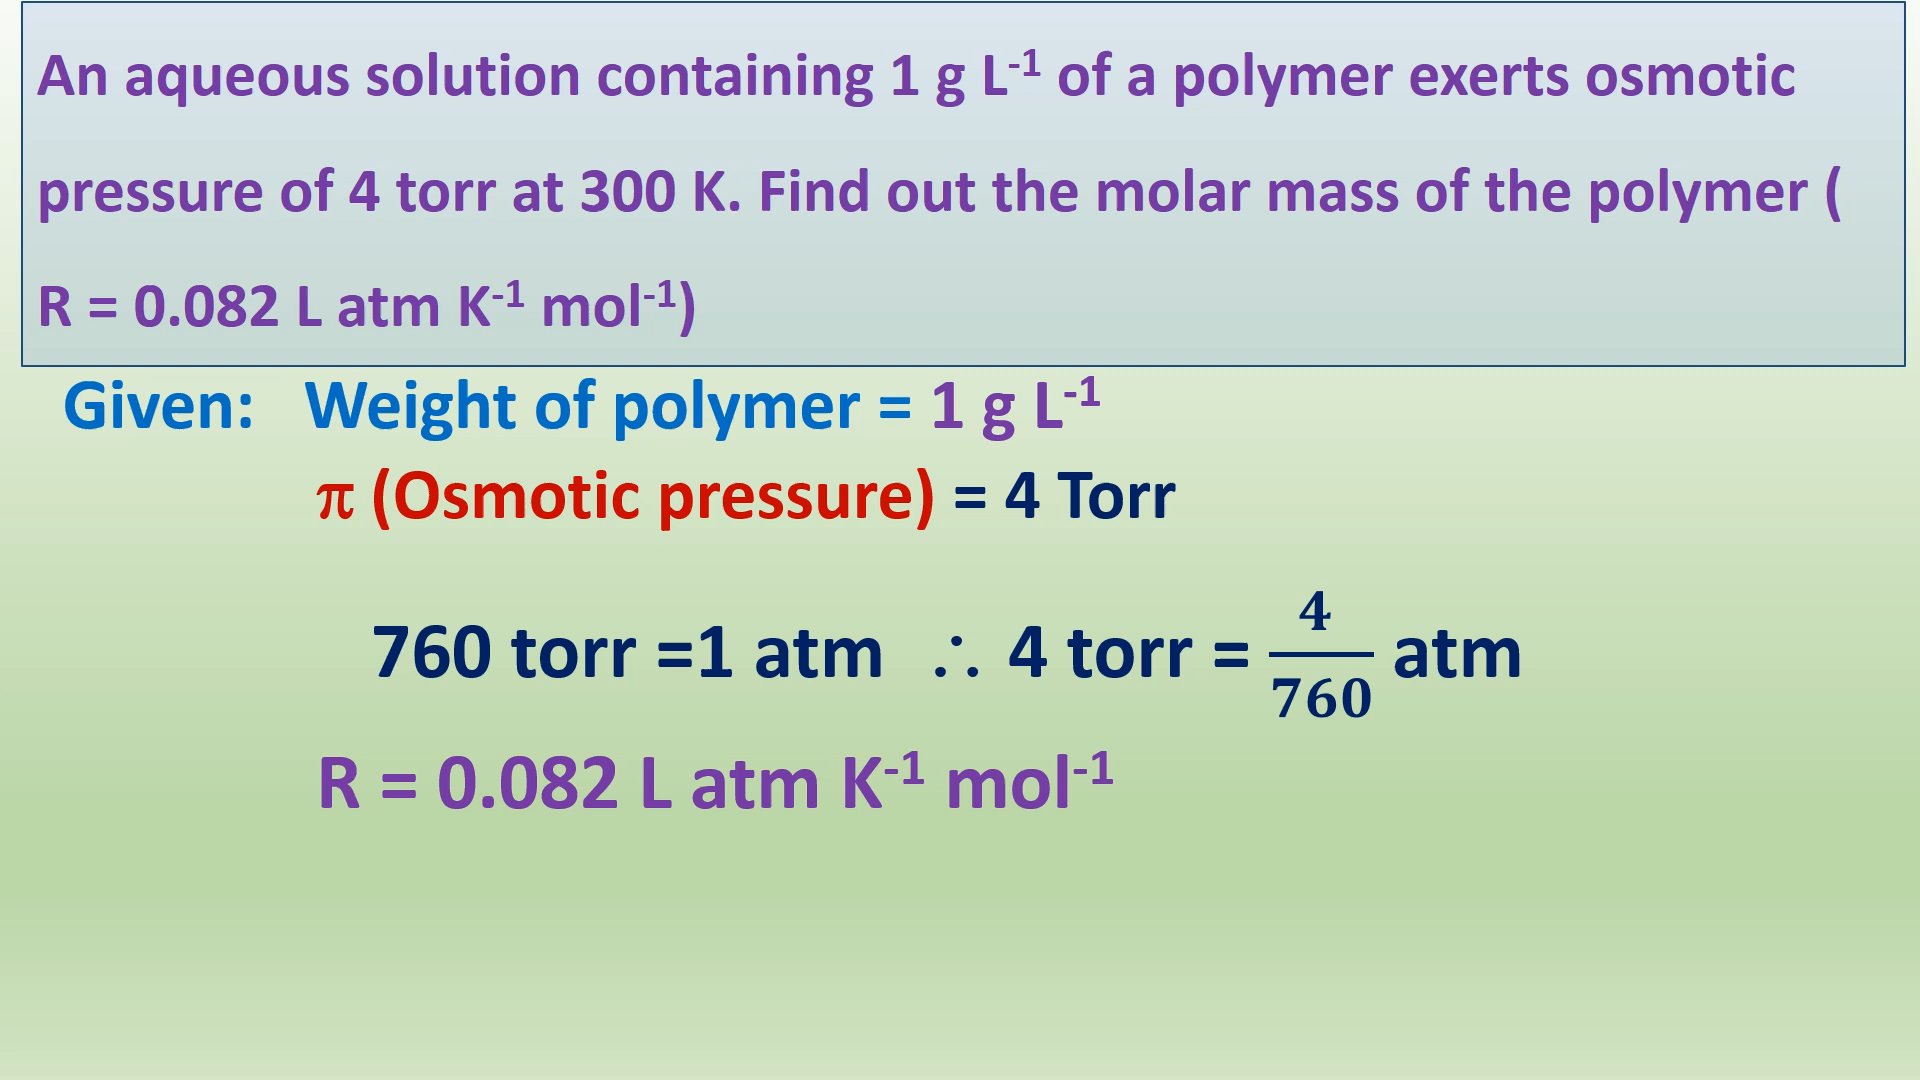 An aqueous solution containing 1 g L⁻¹ of a polymer exerts osmotic
pressure of 4 torr at 300 K. Find out the molar mass of the polymer (
R = 0.082 L atm K⁻¹ mol⁻¹)
Given: Weight of polymer = 1 g L⁻¹
π (Osmotic pressure) = 4 Torr
760 torr =1 atm ∴ 4 torr = 4/760 atm
R = 0.082 L atm K⁻¹ mol⁻¹